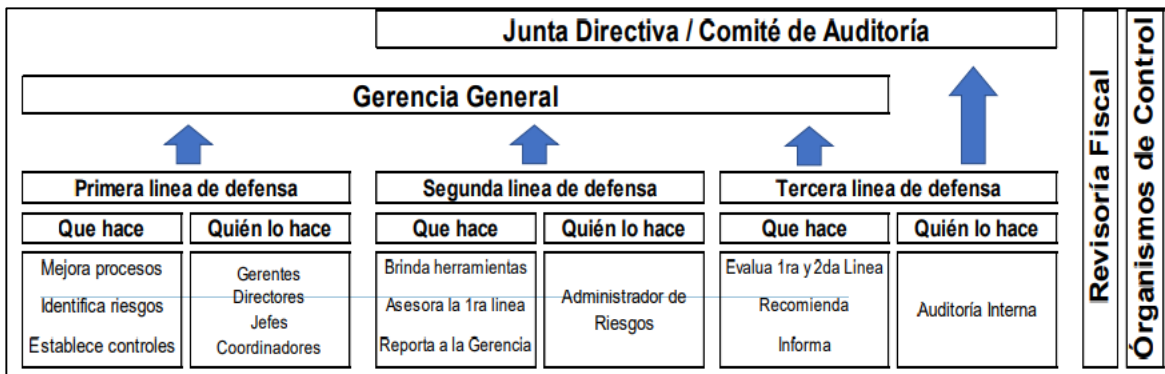 Junta Directiva / Comité de Auditoría
Gerencia General
Primera linea de defensa
Que hace
Quién lo hace
Mejora procesos
Identifica riesgos
Establece controles
Gerentes
Directores
Jefes
Coordinadores
Segunda linea de defensa
Que hace
Quién lo hace
Brinda herramientas
Asesora la 1ra linea
Reporta a la Gerencia
Administrador de
Riesgos
Tercera linea de defensa
Que hace
Quién lo hace
Evalua 1ra y 2da Linea
Recomienda
Informa
Auditoría Interna
Revisoría Fiscal
Órganismos de Control